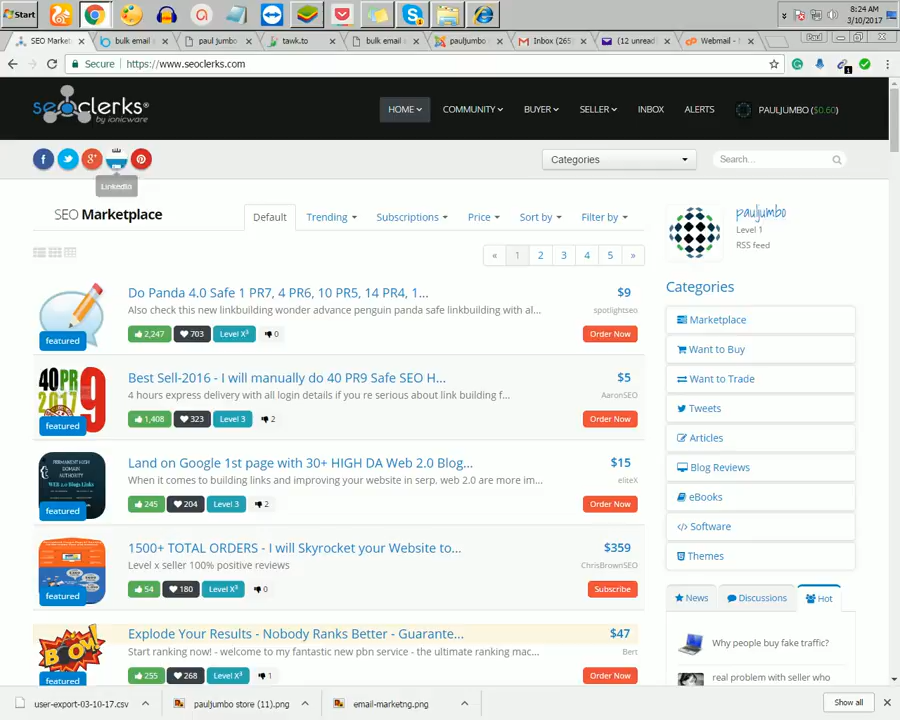 Start
8:24 AM
3/10/2017
SEO Market
bulk email
paul jumbo
tawk.to
bulk email
pauljumbo
Inbox (265
(12 unread)
Webmail -
Paul
Secure
https://www.seoclerks.com
1
seoclerks
by ionicware
HOME
COMMUNITY
BUYER
SELLER
INBOX
ALERTS
PAULJUMBO ($0.60)
LinkedIn
Categories
Search...
SEO Marketplace
Default
Trending
Subscriptions
Price
Sort by
Filter by
« 1 2 3 4 5 »
pauljumbo
Level 1
RSS feed
Do Panda 4.0 Safe 1 PR7, 4 PR6, 10 PR5, 14 PR4, 1...
$9
Also check this new linkbuilding wonder advance penguin panda safe linkbuilding with al...
spotlightseo
featured
2,247
703
Level X³
0
Order Now
40 PR
2017
9
Best Sell-2016 - I will manually do 40 PR9 Safe SEO H...
$5
4 hours express delivery with all login details if you re serious about link building f...
AaronSEO
featured
1,408
323
Level 3
2
Order Now
Land on Google 1st page with 30+ HIGH DA Web 2.0 Blog...
$15
When it comes to building links and improving your website in serp. web 2.0 are more im...
eliteX
featured
245
204
Level 3
2
Order Now
1500+ TOTAL ORDERS - I will Skyrocket your Website to...
$359
Level x seller 100% positive reviews
ChrisBrownSEO
featured
54
180
Level X³
0
Subscribe
BOOM
Explode Your Results - Nobody Ranks Better - Guarante...
$47
Start ranking now! - welcome to my fantastic new pbn service - the ultimate ranking mac...
Bert
featured
255
268
Level X³
1
Order Now
Categories
Marketplace
Want to Buy
Want to Trade
Tweets
Articles
Blog Reviews
eBooks
Software
Themes
News
Discussions
Hot
Why people buy fake traffic?
real problem with seller who
user-export-03-10-17.csv
pauljumbo store (11).png
email-marketng.png
Show all